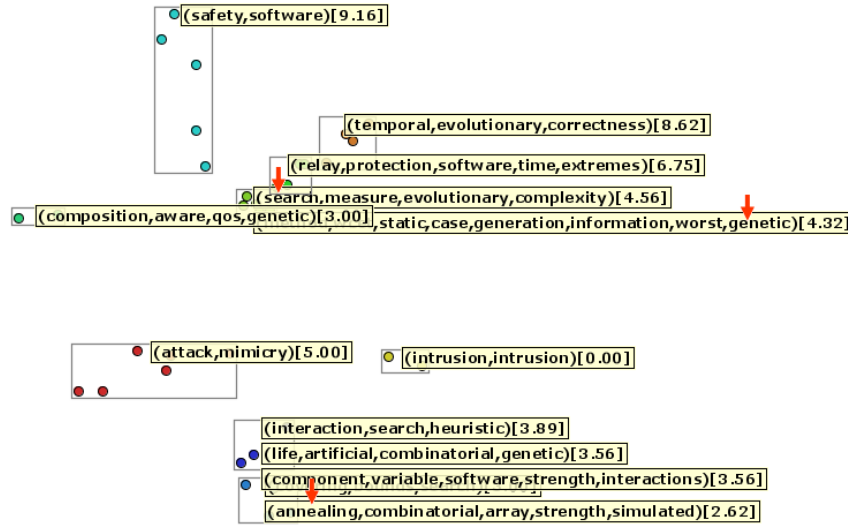 (safety,software)[9.16]
(temporal,evolutionary,correctness)[8.62]
(relay,protection,software,time,extremes)[6.75]
(search,measure,evolutionary,complexity)[4.56]
(composition,aware,qos,genetic)[3.00]
static,case,generation,information,worst,genetic)[4.32]
(attack,mimicry)[5.00]
(intrusion,intrusion)[0.00]
(interaction,search,heuristic)[3.89]
(life,artificial,combinatorial,genetic)[3.56]
(component,variable,software,strength,interactions)[3.56]
(annealing,combinatorial,array,strength,simulated)[2.62]